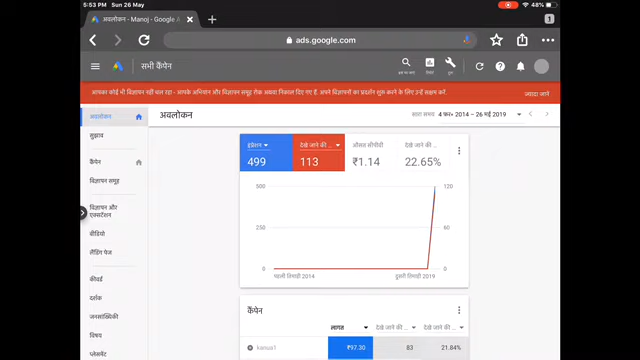 5:53 PM Sun 26 May
48%
अवलोकन - Manoj - Google A
1
ads.google.com
सभी कैंपेन
रिपोर्ट
आपका कोई भी विज्ञापन नहीं चल रहा - आपके अभियान और विज्ञापन समूह रोक अथवा निकाल दिए गए हैं. अपने विज्ञापनों का प्रदर्शन शुरू करने के लिए उन्हें सक्षम करें.
ज्यादा जानें
अवलोकन
सुझाव
कैंपेन
विज्ञापन समूह
विज्ञापन और
एक्सटेंशन
वीडियो
लैंडिंग पेज
कीवर्ड
दर्शक
जनसांख्यिकी
विषय
प्लेसमेंट
अवलोकन
सारा समय 4 फ़र॰ 2014 – 26 मई 2019
इंप्रेशन
देखे जाने की ..
औसत सीपीवी
देखे जाने की ..
499
113
₹1.14
22.65%
500
250
0
120
60
0
पहली तिमाही 2014
दूसरी तिमाही 2019
कैंपेन
लागत
देखे जाने की ..
देखे जाने की ..
kanua1
₹97.30
83
21.84%